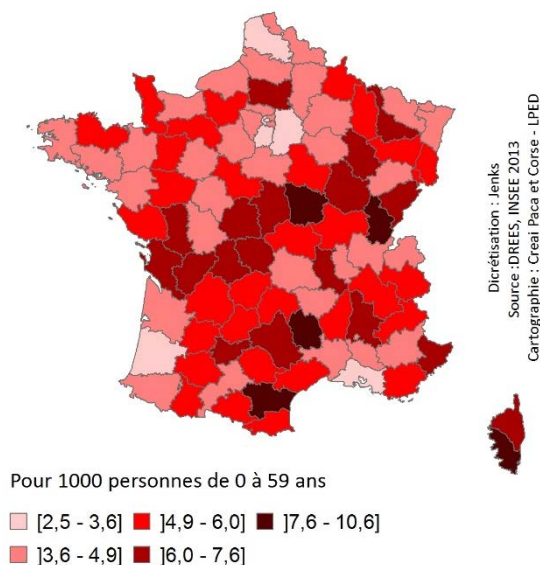 Dicrétisation : Jenks
Source :DREES, INSEE 2013
Cartographie : Creai Paca et Corse - LPED
Pour 1000 personnes de 0 à 59 ans
[2,5 - 3,6] ]4,9 - 6,0] ]7,6 - 10,6]
]3,6 - 4,9] ]6,0 - 7,6]